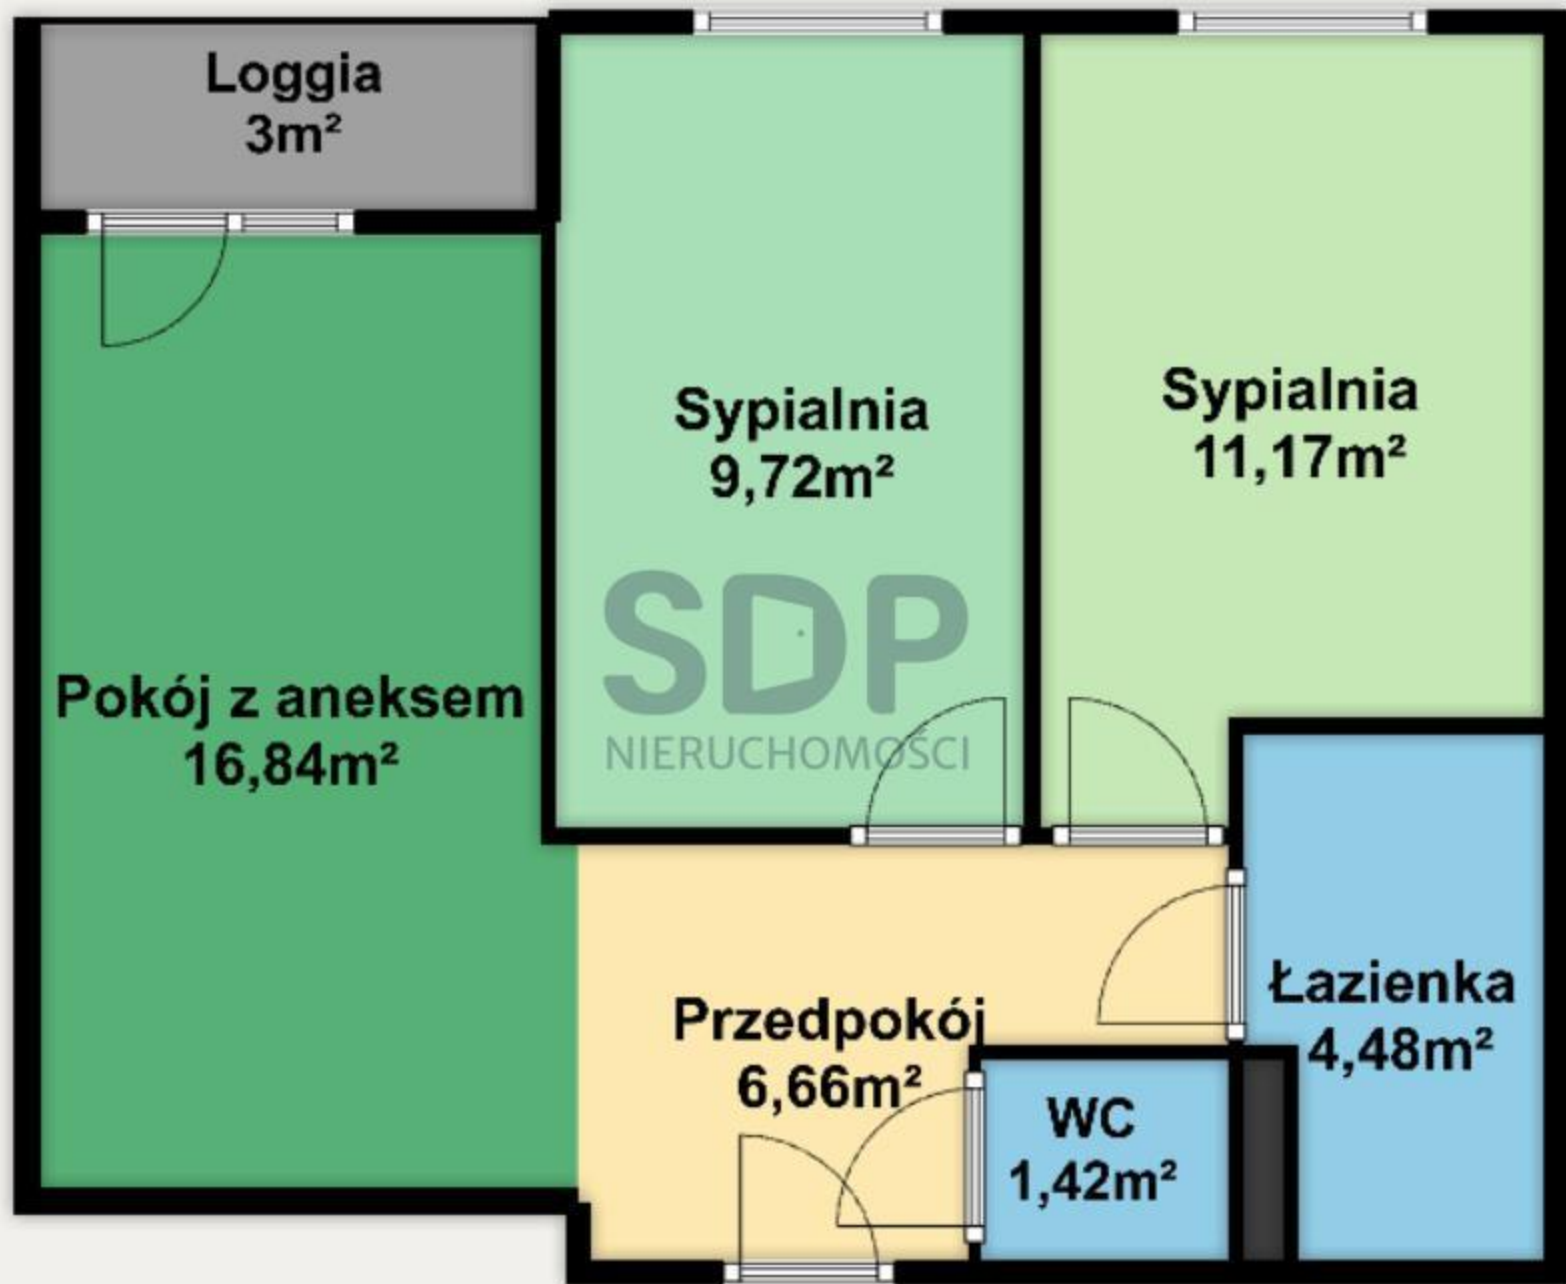 Loggia
3m²
Sypialnia
9,72m²
Sypialnia
11,17m²
SDP
NIERUCHOMOŚCI
Pokój z aneksem
16,84m²
Przedpokój
6,66m²
Łazienka
4,48m²
WC
1,42m²